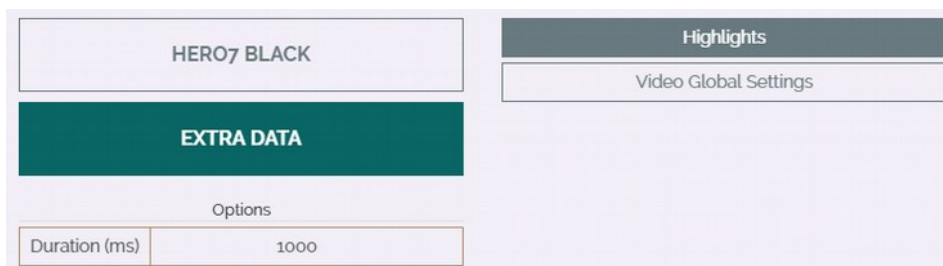 HERO7 BLACK
EXTRA DATA
Options
Duration (ms) 1000
Highlights
Video Global Settings